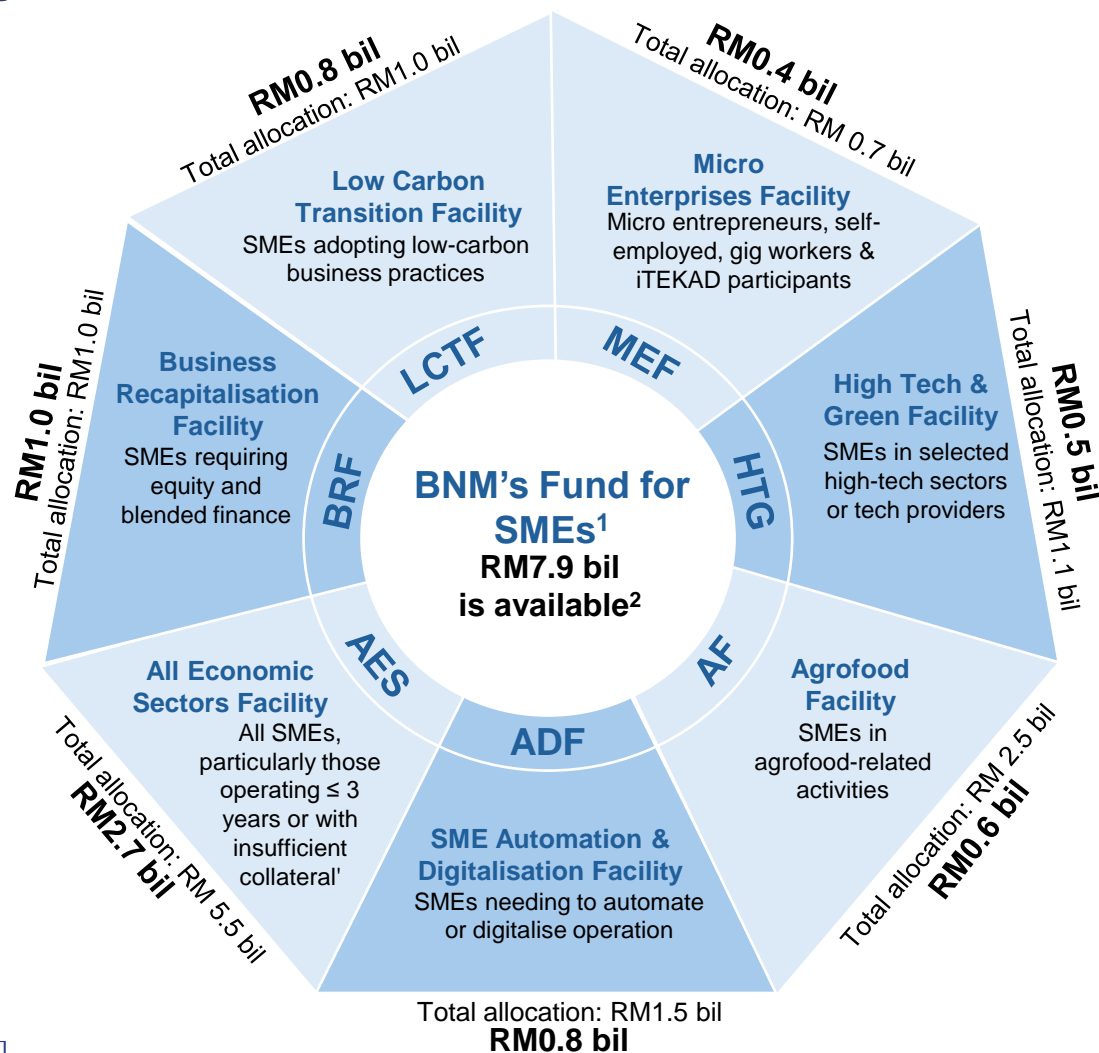 RM0.8 bil
Total allocation: RM1.0 bil
Low Carbon
Transition Facility
SMEs adopting low-carbon
business practices
LCTF
RM0.4 bil
Total allocation: RM 0.7 bil
Micro
Enterprises Facility
Micro entrepreneurs, self-
employed, gig workers &
iTEKAD participants
MEF
RM0.5 bil
Total allocation: RM1.1 bil
High Tech &
Green Facility
SMEs in selected
high-tech sectors
or tech providers
HTG
RM1.0 bil
Total allocation: RM1.0 bil
Business
Recapitalisation
Facility
SMEs requiring
equity and
blended finance
BRF
BNM's Fund for
SMEs¹
RM7.9 bil
is available²
AES
All Economic
Sectors Facility
All SMEs,
particularly those
operating ≤ 3
years or with
insufficient
collateral'
Total allocation: RM 5.5 bil
RM2.7 bil
AF
Agrofood
Facility
SMEs in
agrofood-related
activities
Total allocation: RM 2.5 bil
RM0.6 bil
ADF
SME Automation &
Digitalisation Facility
SMEs needing to automate
or digitalise operation
Total allocation: RM1.5 bil
RM0.8 bil